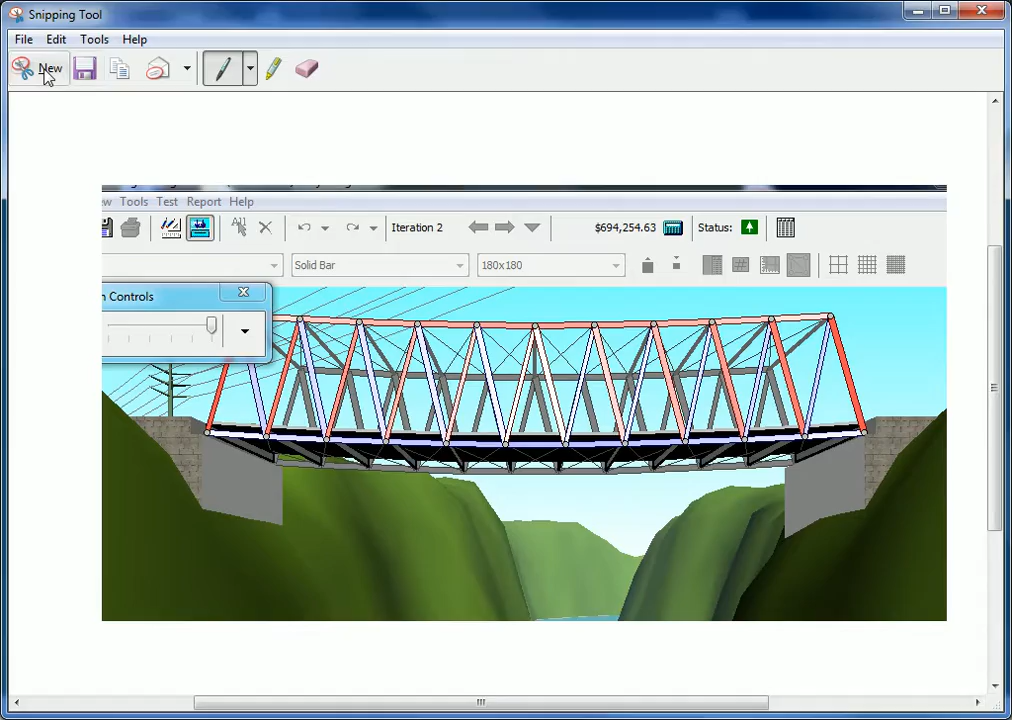 Snipping Tool
File Edit Tools Help
New
Tools Test Report Help
Iteration 2 $694,254.63 Status:
Solid Bar 180x180
Controls